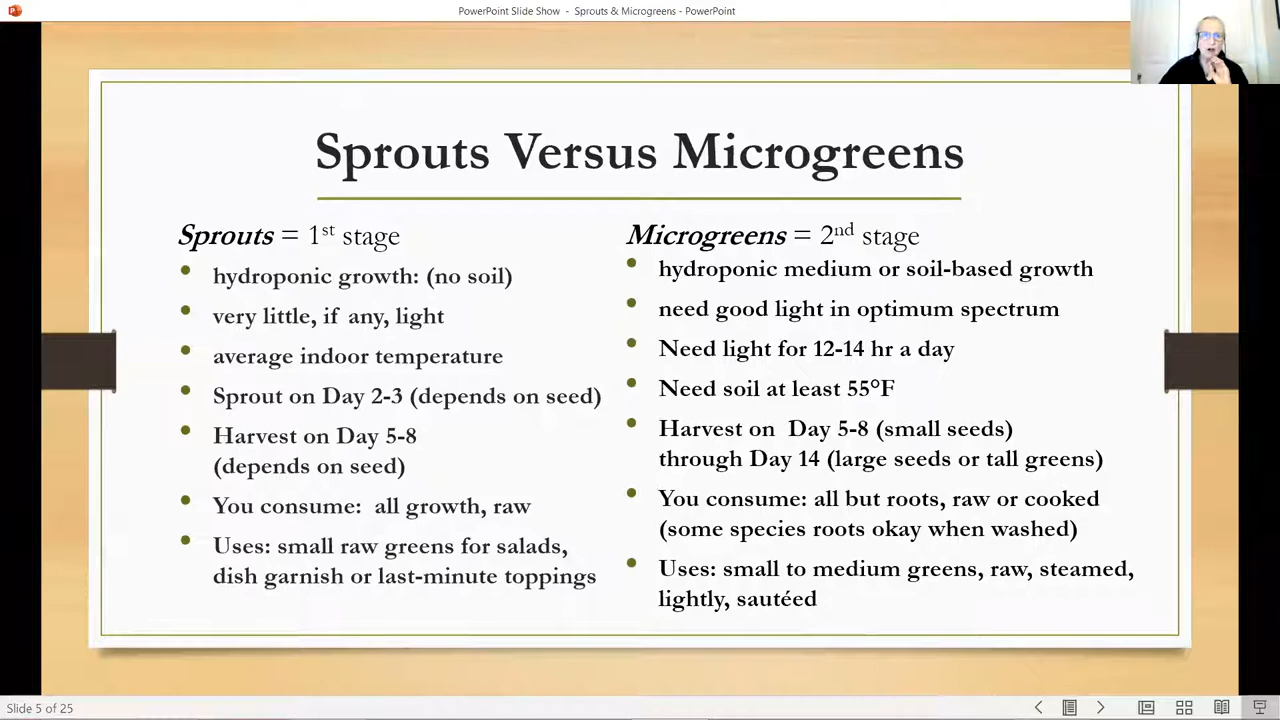 PowerPoint Slide Show - Sprouts & Microgreens - PowerPoint
Sprouts Versus Microgreens
Sprouts = 1st stage
hydroponic growth: (no soil)
very little, if any, light
average indoor temperature
Sprout on Day 2-3 (depends on seed)
Harvest on Day 5-8
(depends on seed)
You consume: all growth, raw
Uses: small raw greens for salads,
dish garnish or last-minute toppings
Microgreens = 2nd stage
hydroponic medium or soil-based growth
need good light in optimum spectrum
Need light for 12-14 hr a day
Need soil at least 55°F
Harvest on Day 5-8 (small seeds)
through Day 14 (large seeds or tall greens)
You consume: all but roots, raw or cooked
(some species roots okay when washed)
Uses: small to medium greens, raw, steamed,
lightly, sautéed
Slide 5 of 25